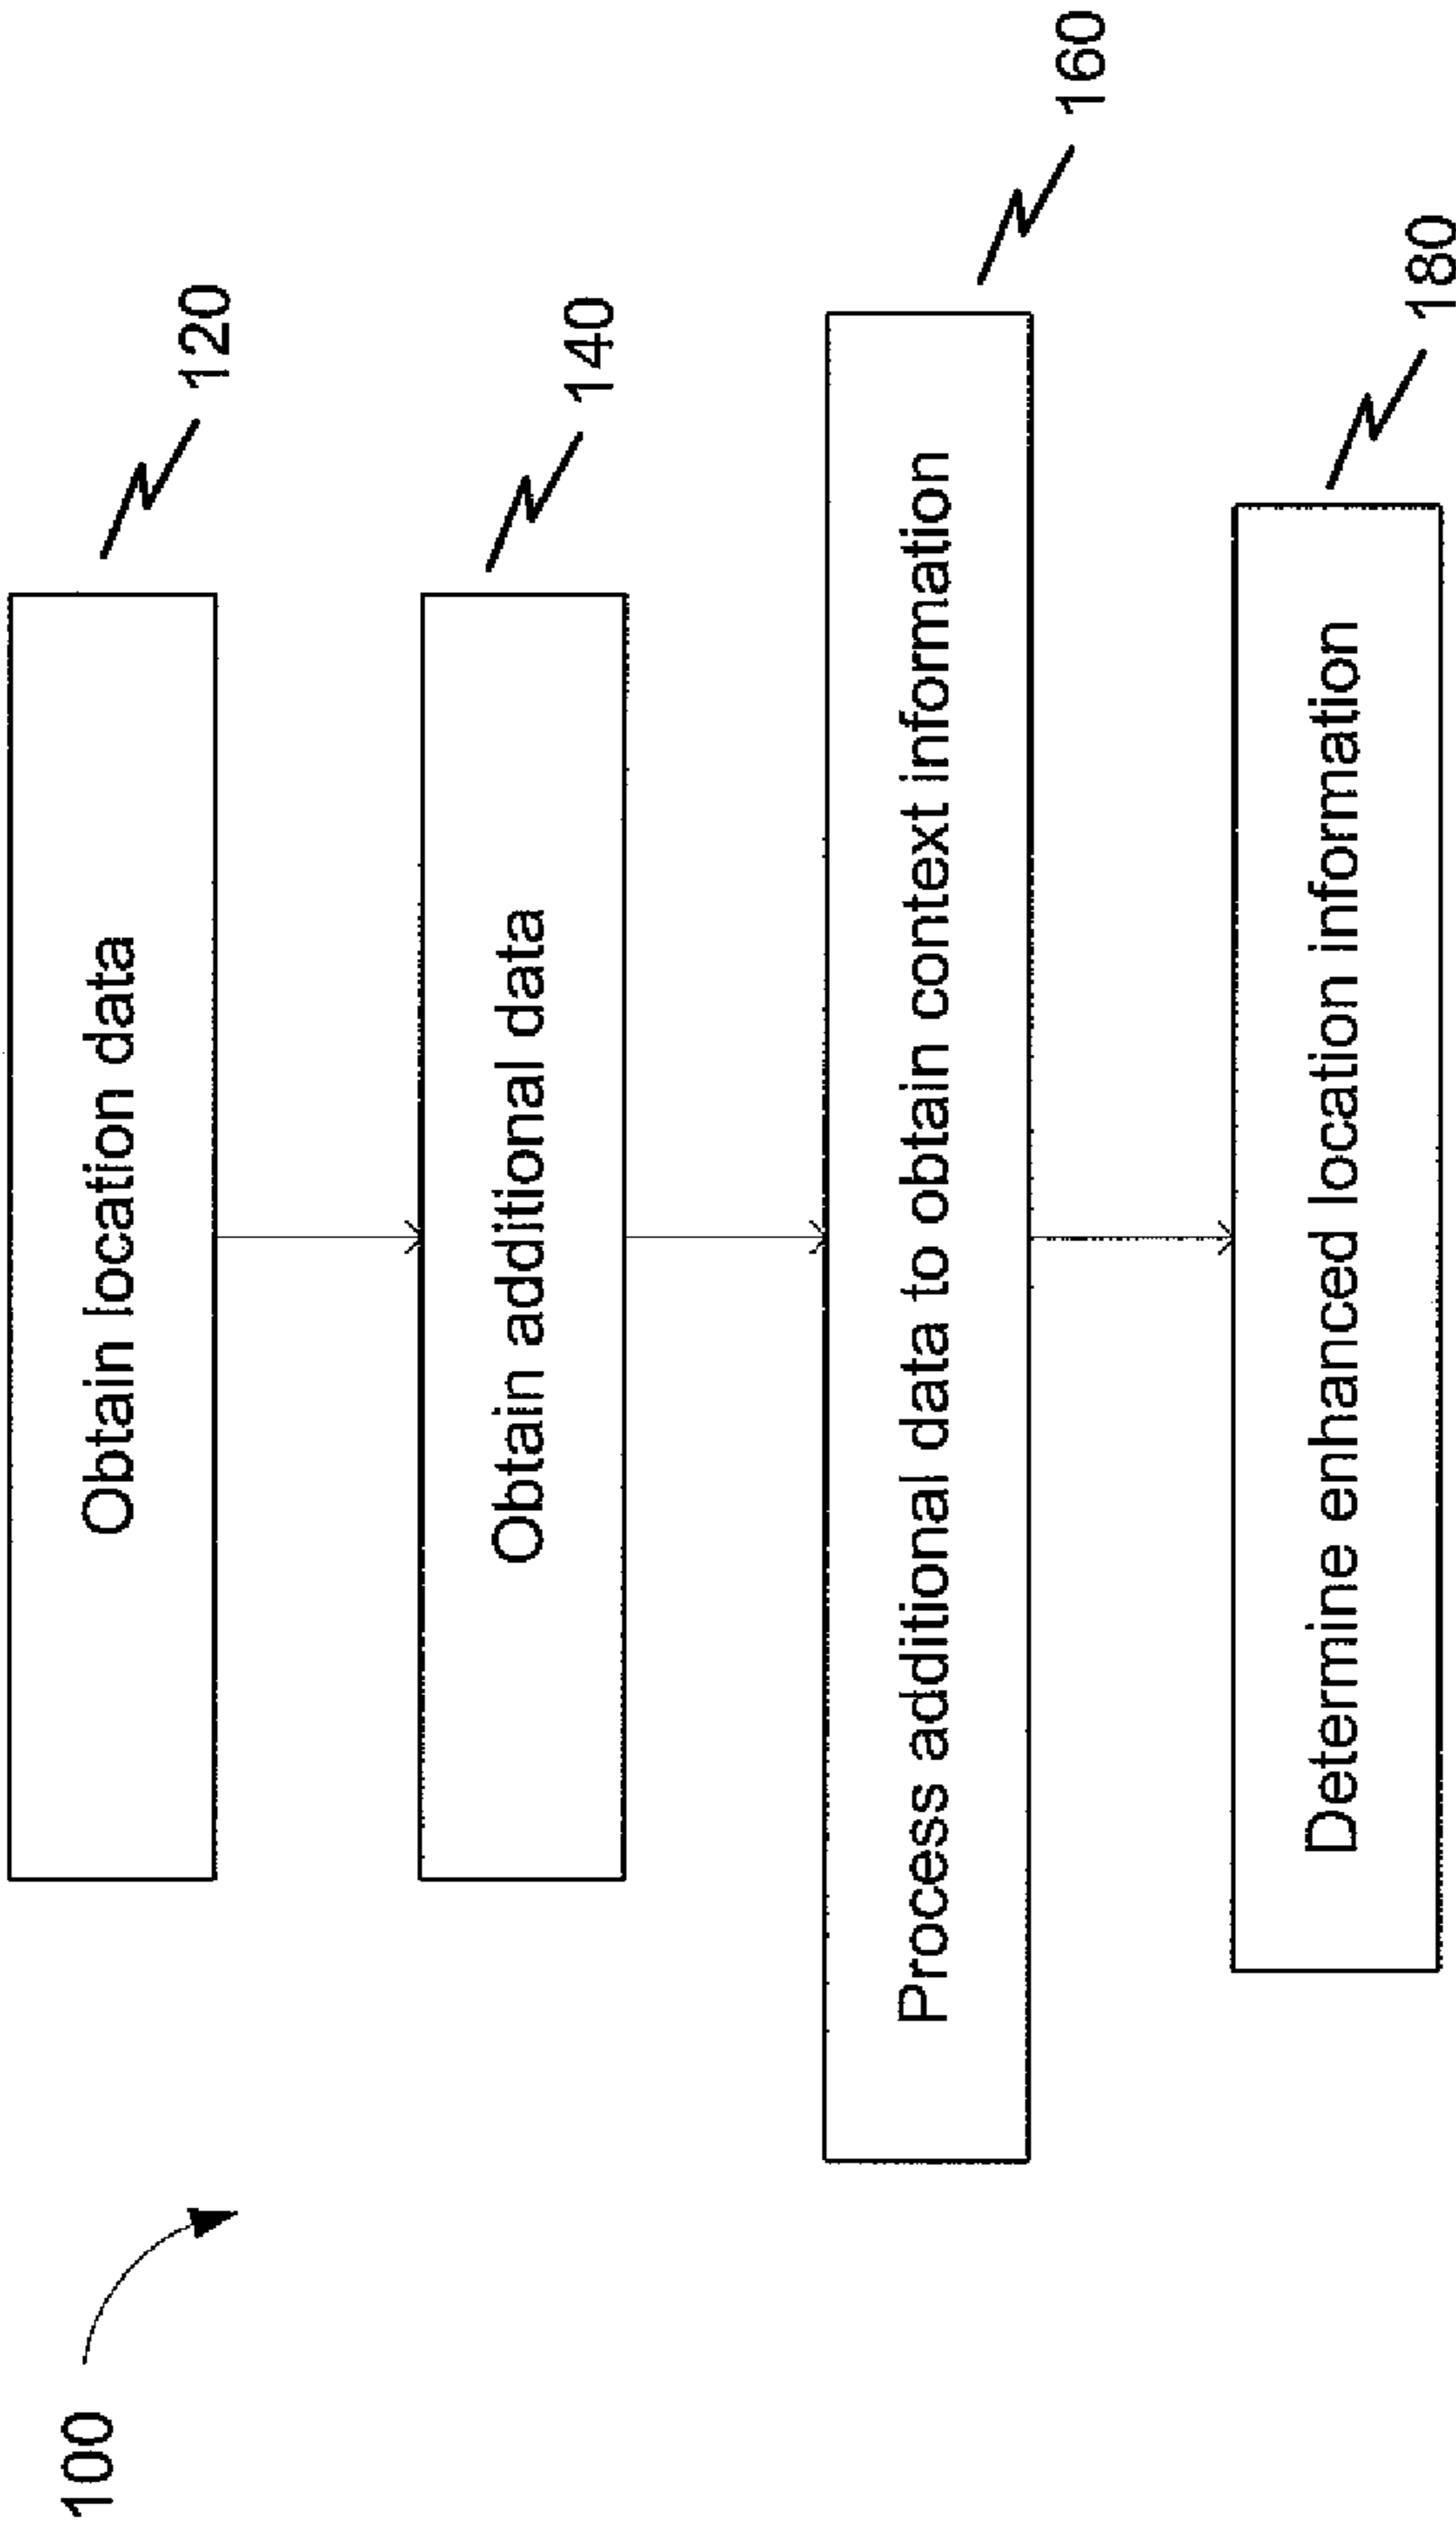 100
Obtain location data
120
Obtain additional data
140
Process additional data to obtain context information
160
Determine enhanced location information
180